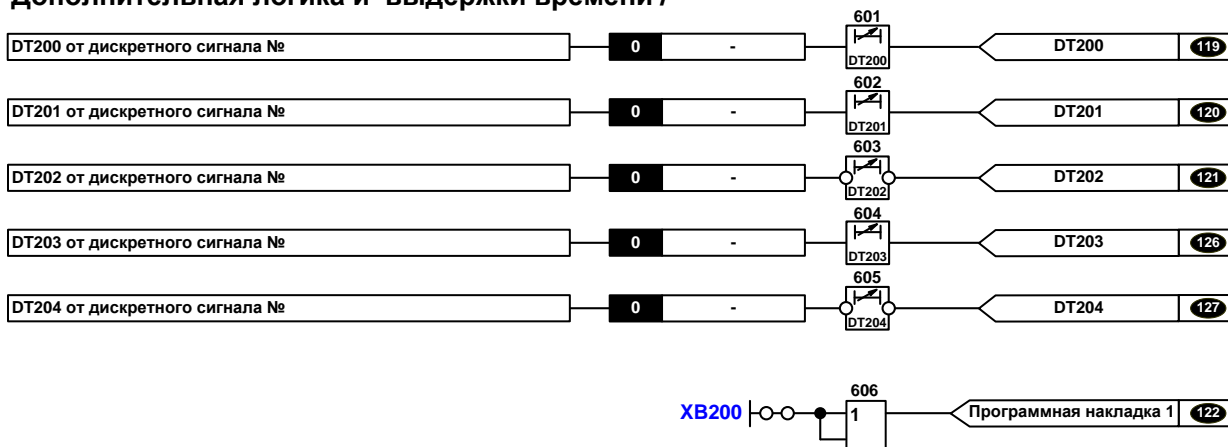 Дополнительная логика и выдержки времени /
601
DT200 от дискретного сигнала № 0 - DT200 DT200 119
602
DT201 от дискретного сигнала № 0 - DT201 DT201 120
603
DT202 от дискретного сигнала № 0 - DT202 DT202 121
604
DT203 от дискретного сигнала № 0 - DT203 DT203 126
605
DT204 от дискретного сигнала № 0 - DT204 DT204 127
606
XB200 1 Программная накладка 1 122